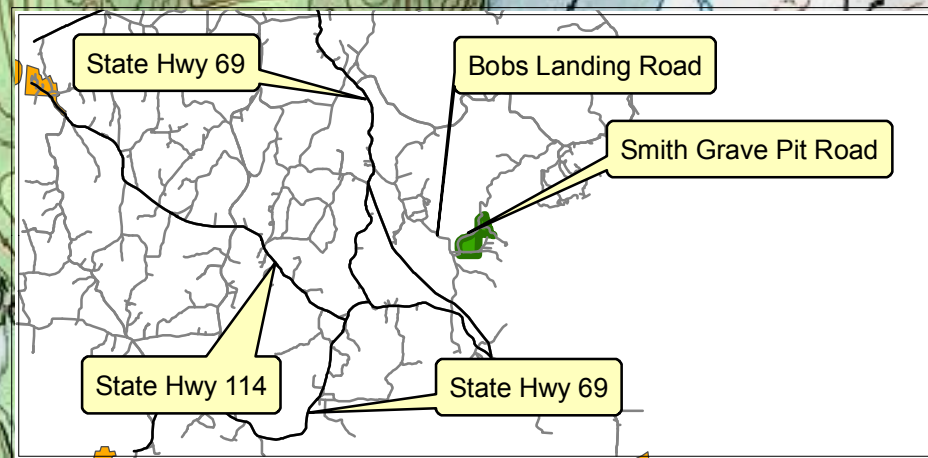 State Hwy 69
Bobs Landing Road
Smith Grave Pit Road
State Hwy 114
State Hwy 69